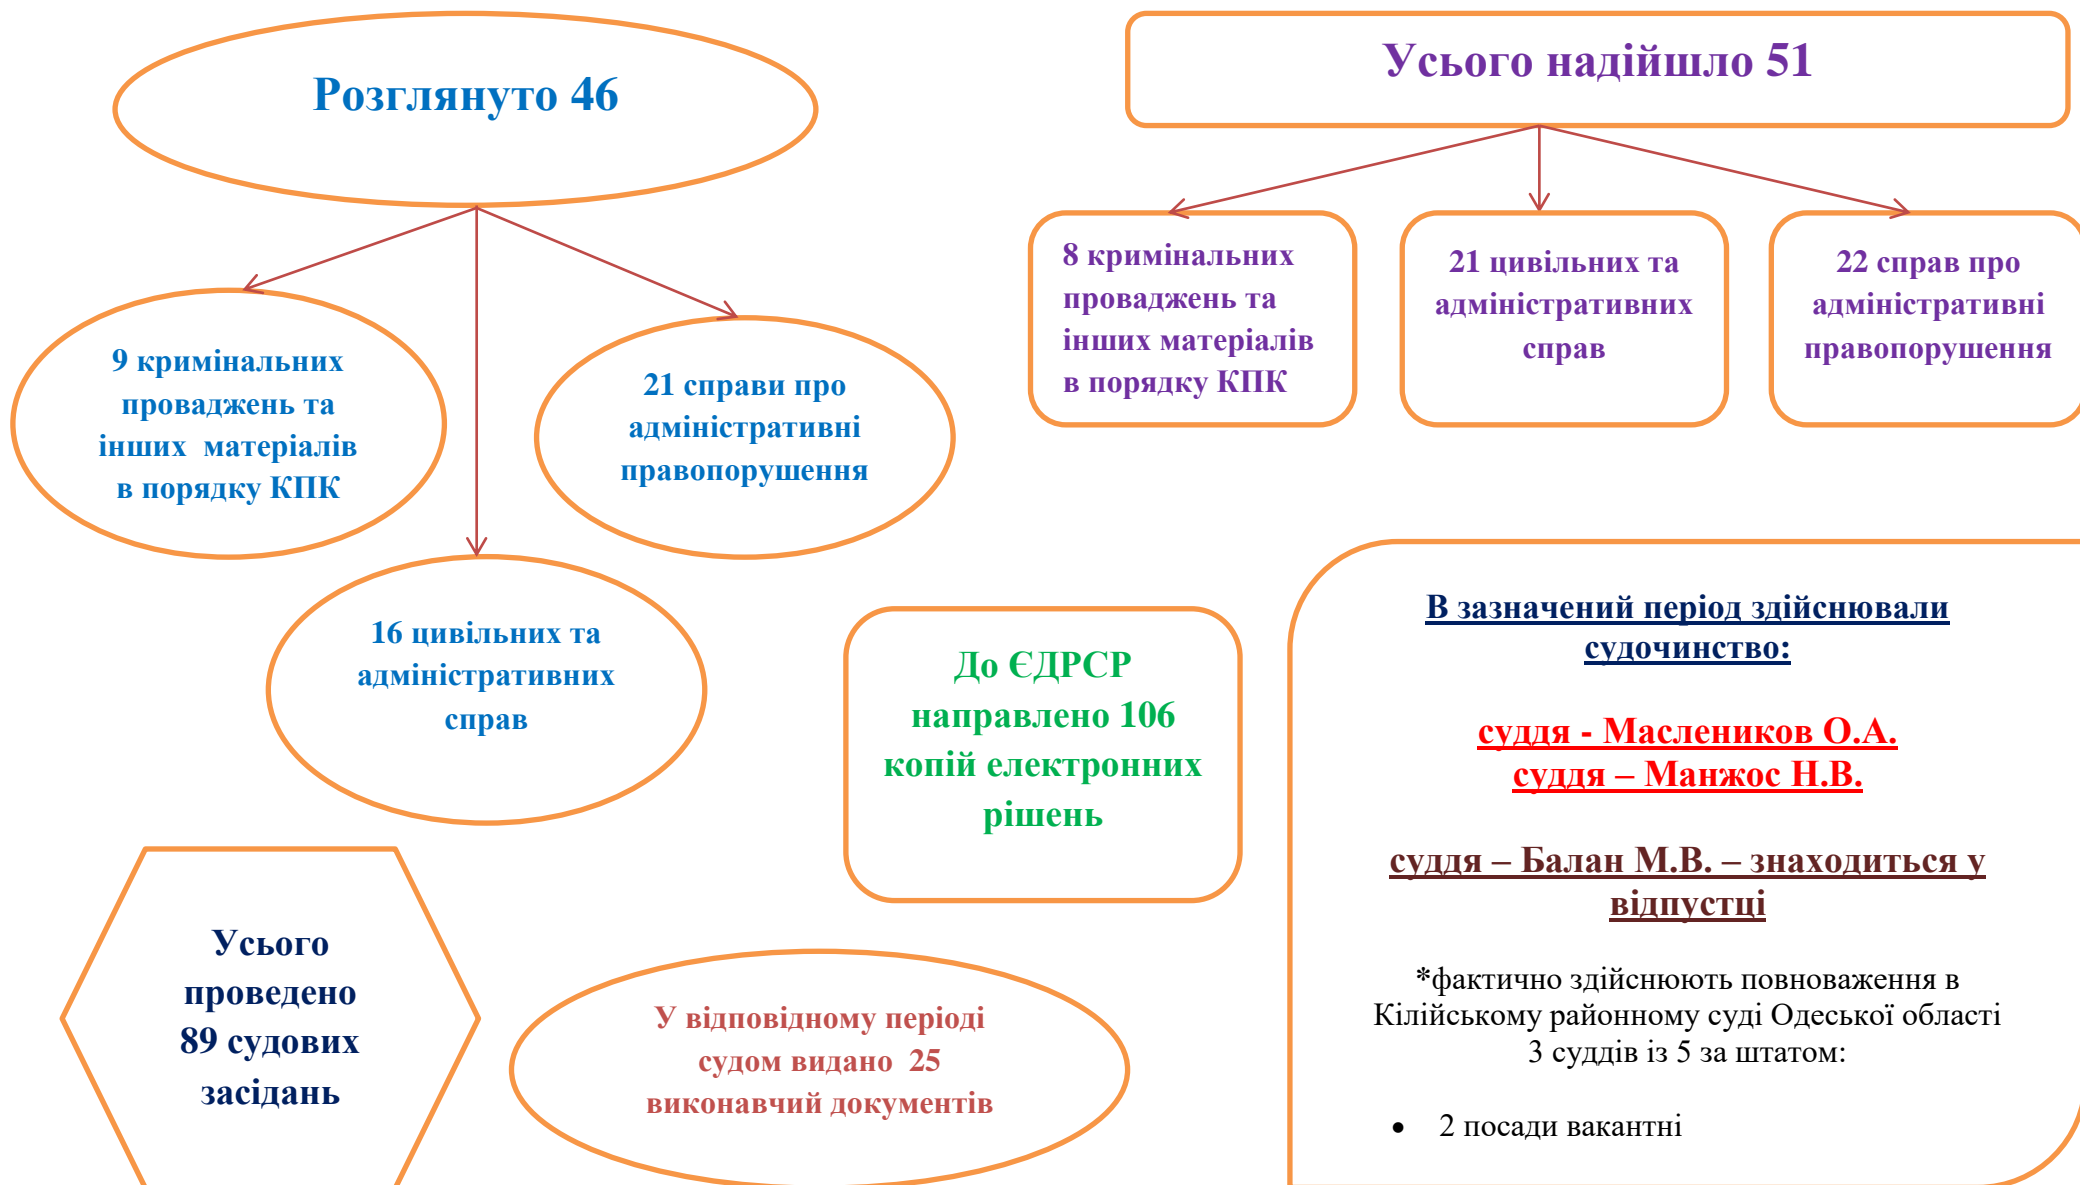 Розглянуто 46
9 кримінальних
проваджень та
інших  матеріалів
в порядку КПК
21 справи про
адміністративні
правопорушення
16 цивільних та
адміністративних
справ
Усього надійшло 51
8 кримінальних
проваджень та
інших матеріалів
в порядку КПК
21 цивільних та
адміністративних
справ
22 справ про
адміністративні
правопорушення
До ЄДРСР
направлено 106
копій електронних
рішень
Усього
проведено
89 судових
засідань
У відповідному періоді
судом видано  25
виконавчий документів
В зазначений період здійснювали
судочинство:
суддя - Маслеников О.А.
суддя – Манжос Н.В.
суддя – Балан М.В. – знаходиться у
відпустці
*фактично здійснюють повноваження в
Кілійському районному суді Одеської області
3 суддів із 5 за штатом:
• 2 посади вакантні